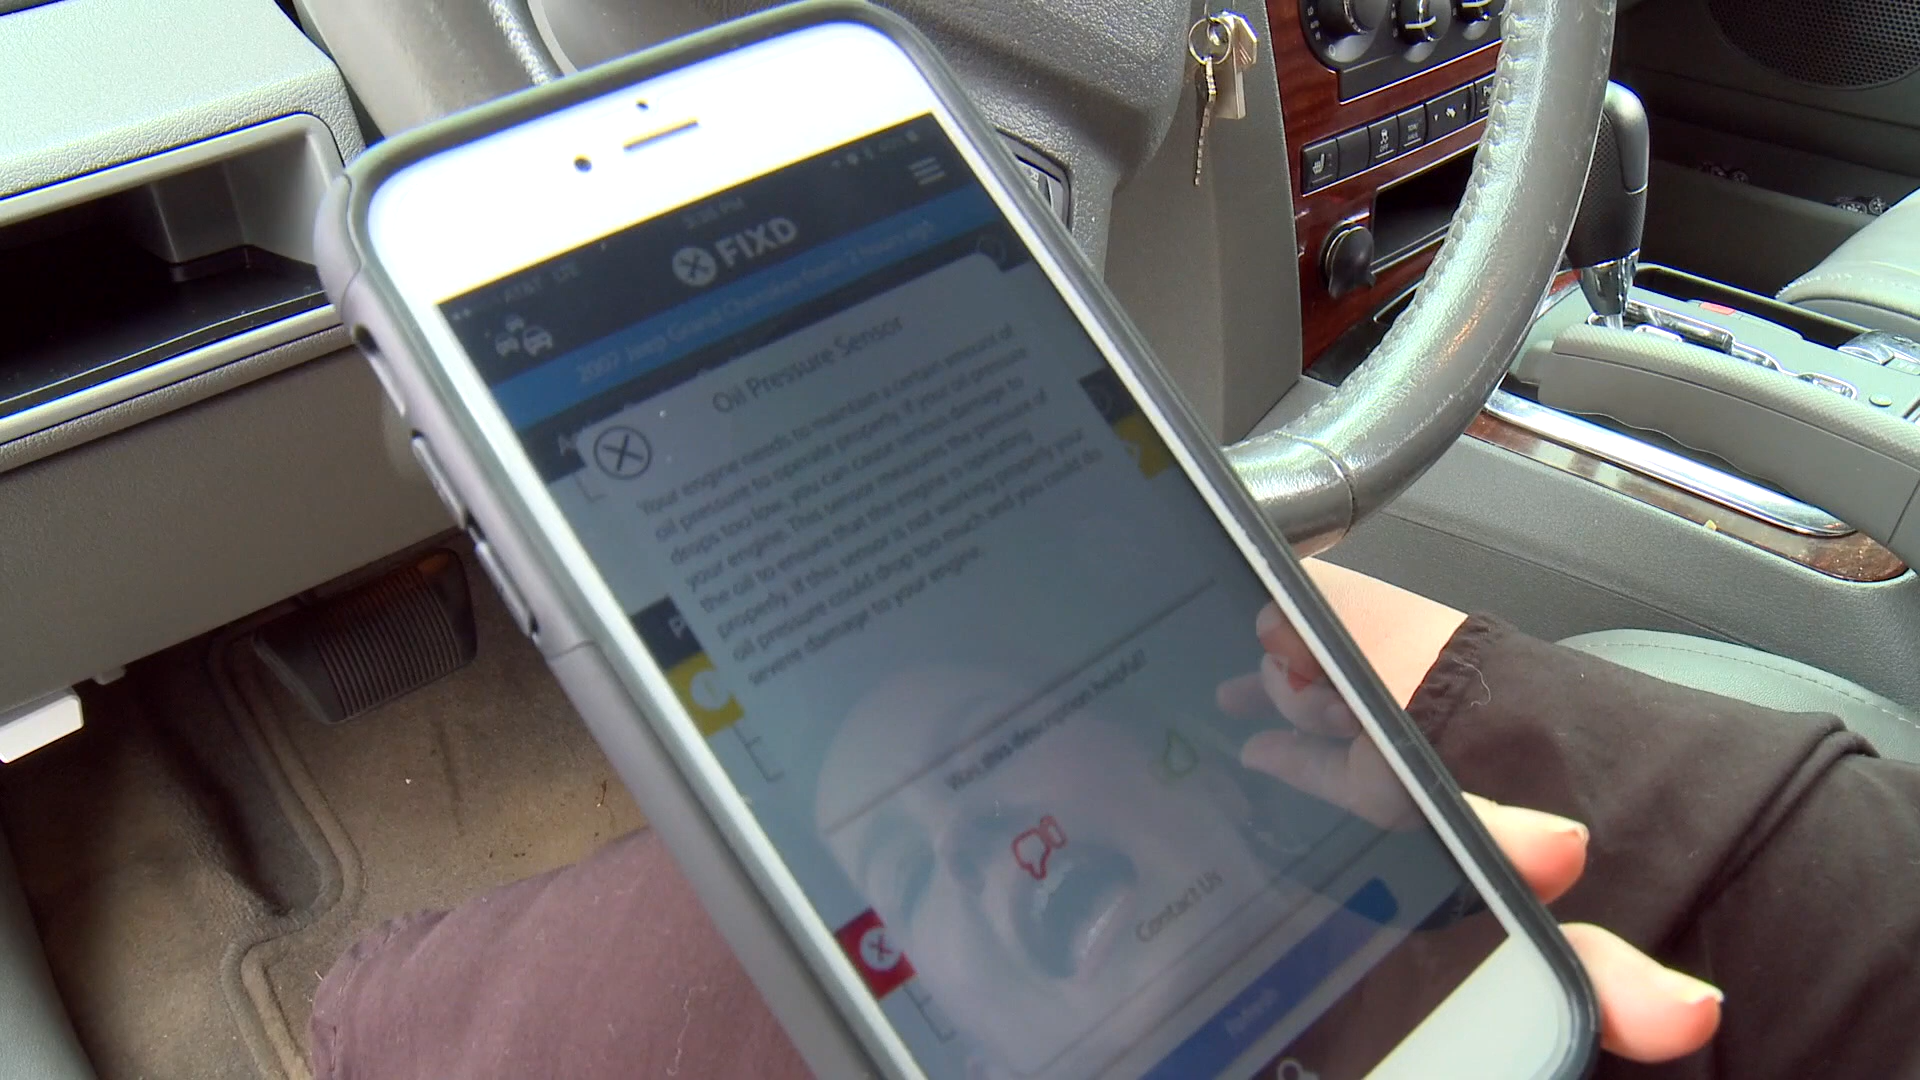 AT&T LTE
FIXD
2007 Jeep Grand Cherokee from: 2 hours ago
Oil Pressure Sensor
Your engine needs to maintain a certain amount of
oil pressure to operate properly. If your oil pressure
drops too low, you can cause serious damage to
your engine. This sensor measures the pressure of
the oil to ensure that the engine is operating
properly. If this sensor is not working properly your
oil pressure could drop too much and you could do
severe damage to your engine.
Was this description helpful?
Contact Us
Refresh